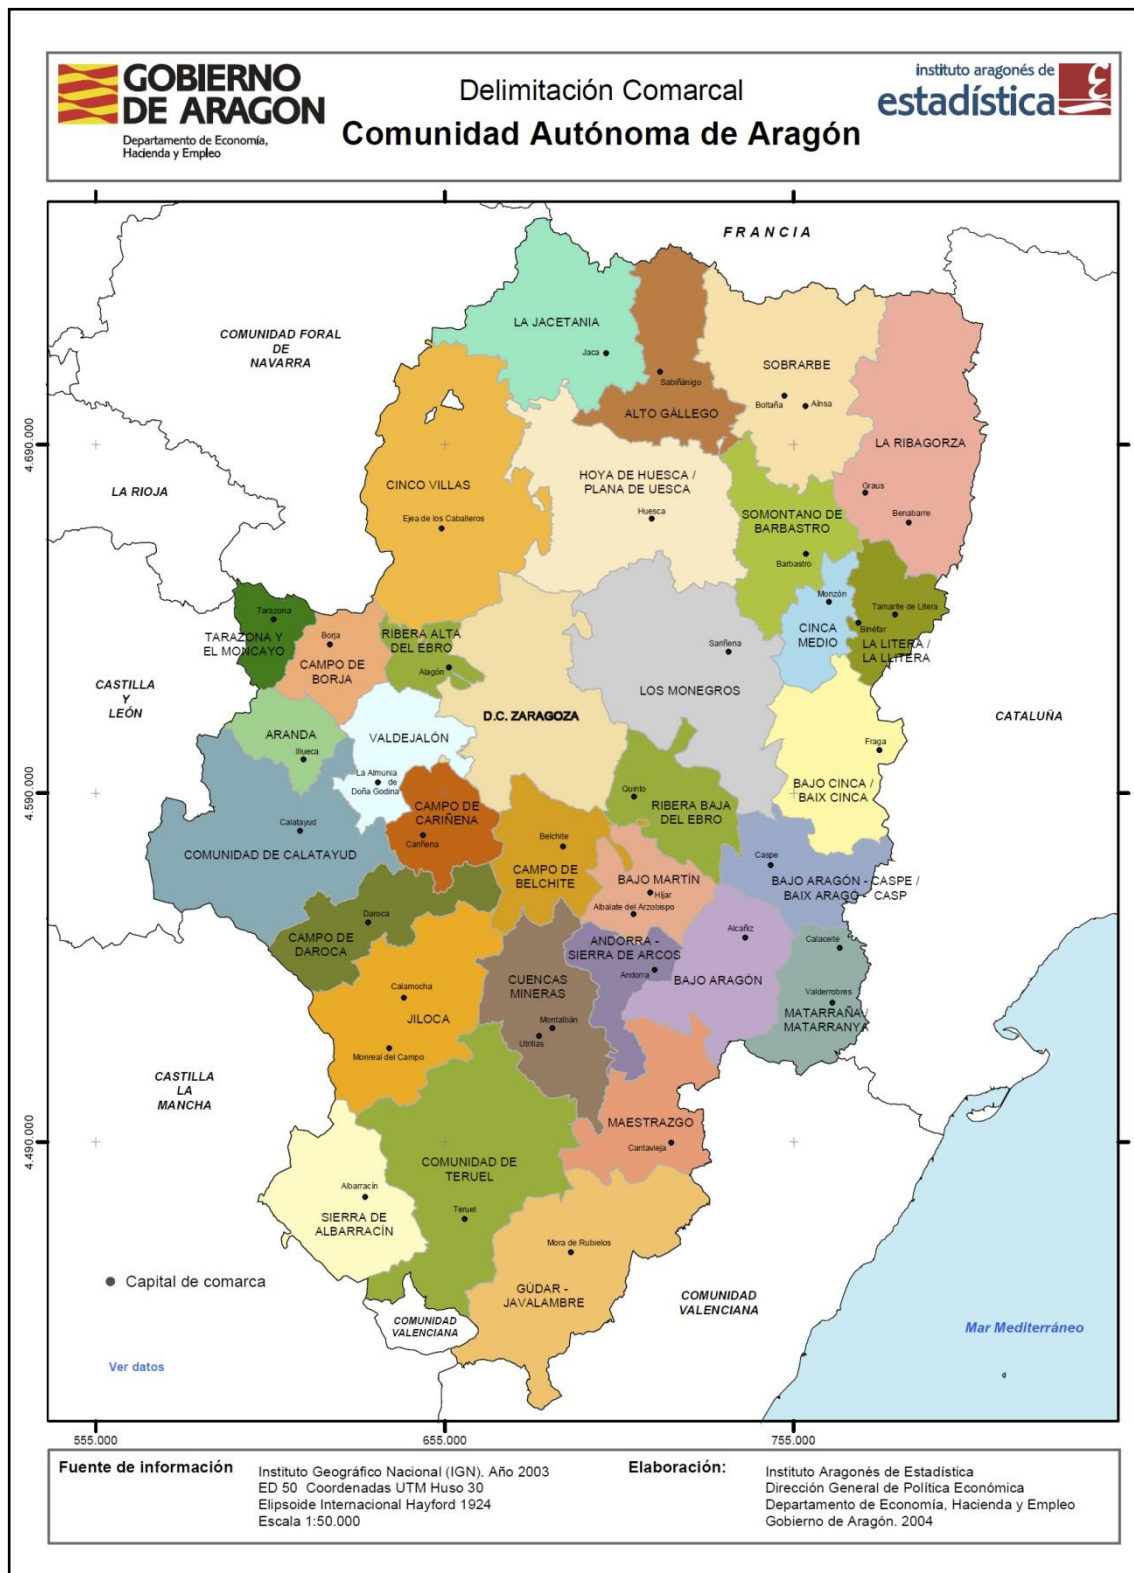 GOBIERNO
DE ARAGON
Departamento de Economía,
Hacienda y Empleo
Delimitación Comarcal
Comunidad Autónoma de Aragón
instituto aragonés de
estadística
FRANCIA
COMUNIDAD FORAL
DE
NAVARRA
LA JACETANIA
Jaca
Sabiñánigo
ALTO GÁLLEGO
SOBRARBE
Boltaña
Aínsa
LA RIBAGORZA
Graus
Benabarre
4.690.000
LA RIOJA
CINCO VILLAS
Ejea de los Caballeros
HOYA DE HUESCA /
PLANA DE UESCA
Huesca
SOMONTANO DE
BARBASTRO
Barbastro
Tarazona
TARAZONA Y
EL MONCAYO
Borja
CAMPO DE
BORJA
RIBERA ALTA
DEL EBRO
Alagón
Monzón
CINCA
MEDIO
Tamarite de Litera
Binéfar
LA LITERA /
LA LLITERA
Sariñena
LOS MONEGROS
CASTILLA
Y
LEÓN
D.C. ZARAGOZA
CATALUÑA
ARANDA
Illueca
VALDEJALÓN
La Almunia
de
Doña Godina
Fraga
BAJO CINCA /
BAIX CINCA
4.590.000
Quinto
RIBERA BAJA
DEL EBRO
CAMPO DE
CARIÑENA
Cariñena
Calatayud
COMUNIDAD DE CALATAYUD
Belchite
CAMPO DE
BELCHITE
Caspe
BAJO ARAGÓN - CASPE /
BAIX ARAGÓ - CASP
BAJO MARTÍN
Híjar
Albalate del Arzobispo
Daroca
CAMPO DE
DAROCA
ANDORRA -
SIERRA DE ARCOS
Andorra
Alcañiz
BAJO ARAGÓN
Calaceite
Valderrobres
MATARRAÑA/
MATARRANYA
CUENCAS
MINERAS
Montalbán
Utrillas
Calamocha
JILOCA
Monreal del Campo
CASTILLA
LA
MANCHA
4.490.000
MAESTRAZGO
Cantavieja
COMUNIDAD DE
TERUEL
Teruel
Albarracín
SIERRA DE
ALBARRACÍN
Mora de Rubielos
GÚDAR -
JAVALAMBRE
Capital de comarca
COMUNIDAD
VALENCIANA
COMUNIDAD
VALENCIANA
Mar Mediterráneo
Ver datos
555.000
655.000
755.000
Fuente de información
Instituto Geográfico Nacional (IGN). Año 2003
ED 50 Coordenadas UTM Huso 30
Elipsoide Internacional Hayford 1924
Escala 1:50.000
Elaboración:
Instituto Aragonés de Estadística
Dirección General de Política Económica
Departamento de Economía, Hacienda y Empleo
Gobierno de Aragón. 2004